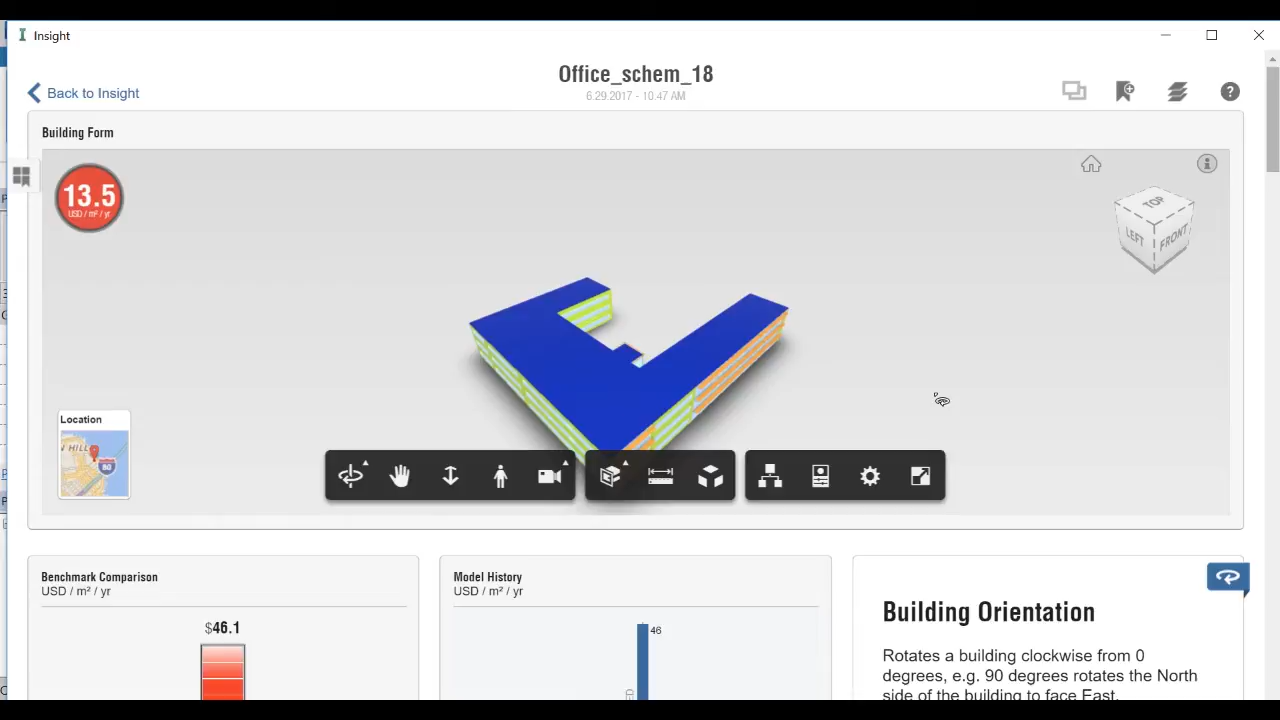 Insight
Office_schem_18
6.29.2017 - 10.47 AM
Back to Insight
Building Form
13.5
USD / m² / yr
TOP
LEFT
FRONT
Location
N HILL
80
Benchmark Comparison
USD / m² / yr
$46.1
Model History
USD / m² / yr
46
Building Orientation
Rotates a building clockwise from 0
degrees, e.g. 90 degrees rotates the North
side of the building to face East.